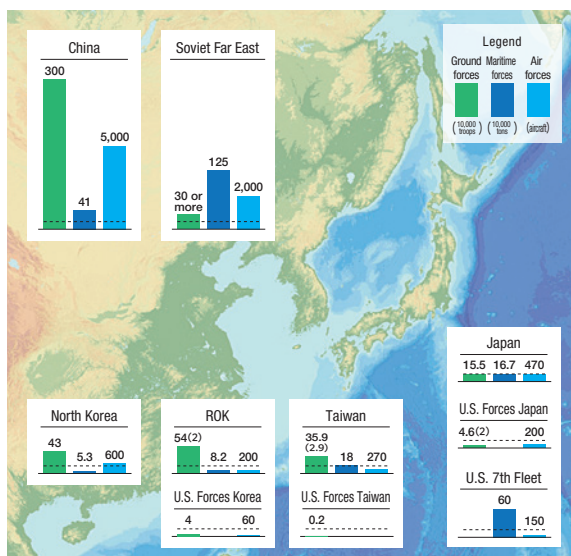 China
300
41
5,000
Soviet Far East
30 or
more
125
2,000
Legend
Ground
forces
Maritime
forces
Air
forces
(10,000
troops)
(10,000
tons)
(aircraft)
North Korea
43
5.3
600
ROK
54(2)
8.2
200
U.S. Forces Korea
4
60
Taiwan
35.9
(2.9)
18
270
U.S. Forces Taiwan
0.2
Japan
15.5
16.7
470
U.S. Forces Japan
4.6(2)
200
U.S. 7th Fleet
60
150